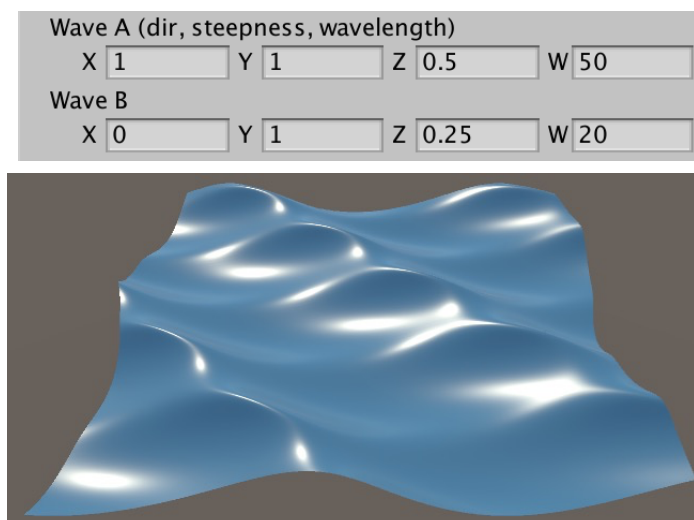 Wave A (dir, steepness, wavelength)
X 1 Y 1 Z 0.5 W 50
Wave B
X 0 Y 1 Z 0.25 W 20